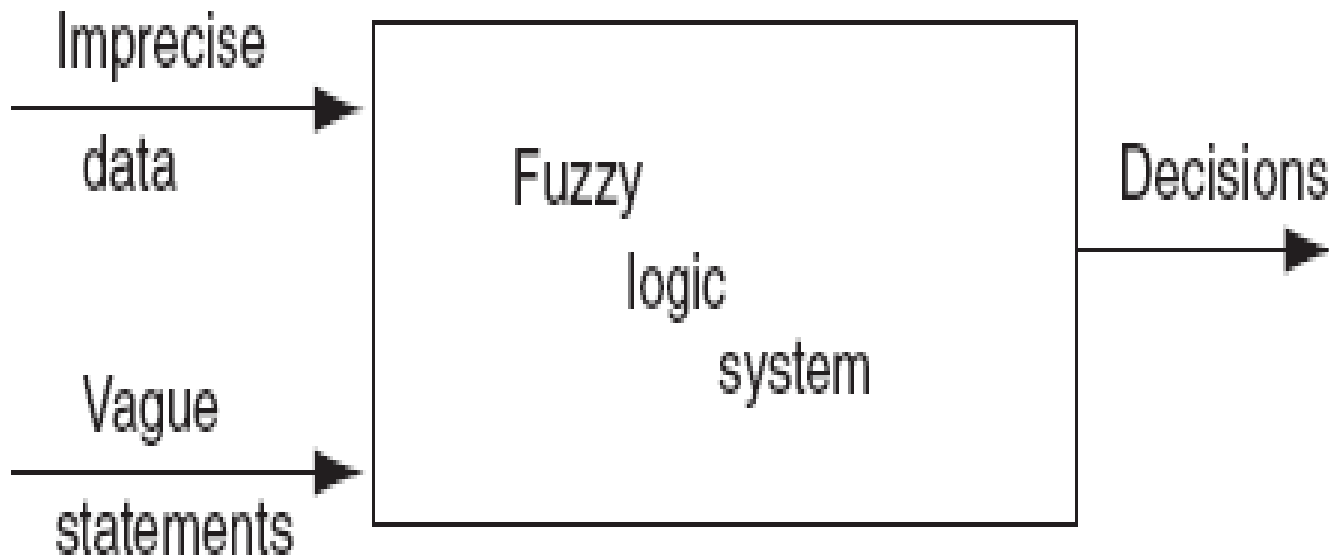 Imprecise
data
Vague
statements
Fuzzy
logic
system
Decisions